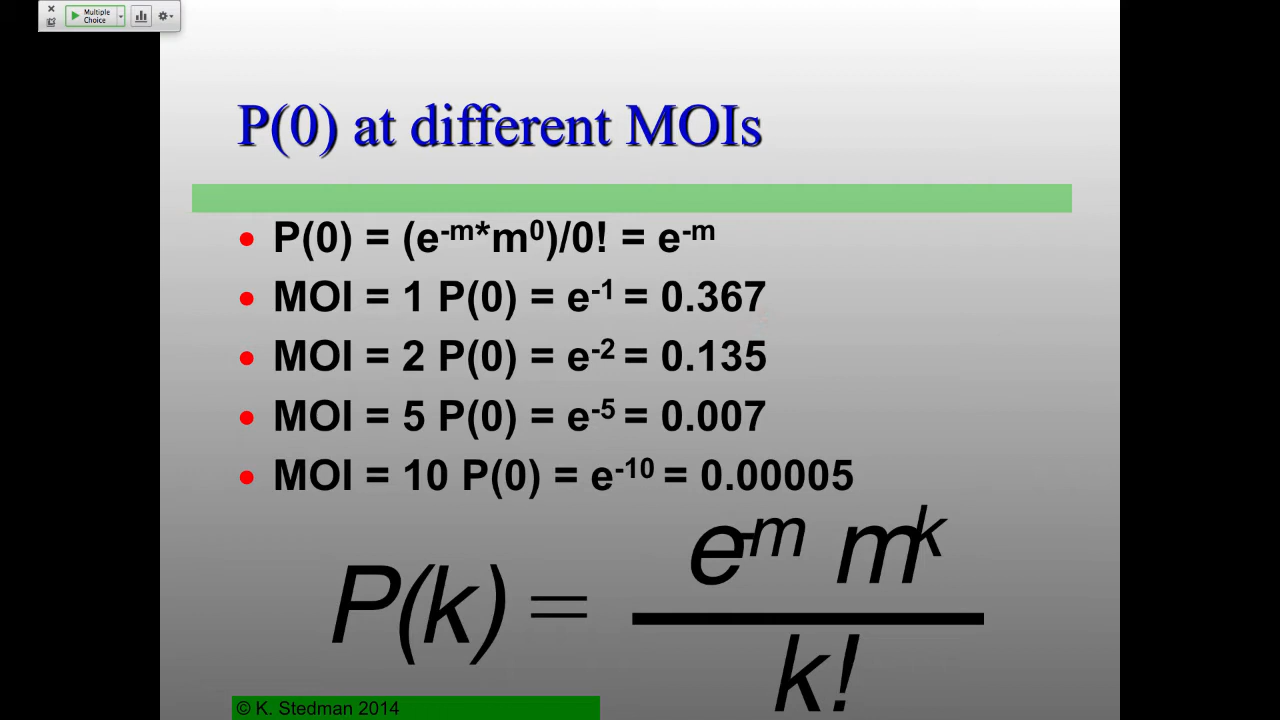 Multiple
Choice
P(0) at different MOIs
• P(0) = (e⁻ᵐ*m⁰)/0! = e⁻ᵐ
• MOI = 1 P(0) = e⁻¹ = 0.367
• MOI = 2 P(0) = e⁻² = 0.135
• MOI = 5 P(0) = e⁻⁵ = 0.007
• MOI = 10 P(0) = e⁻¹⁰ = 0.00005
e⁻ᵐ mᵏ
P(k) =
k!
© K. Stedman 2014